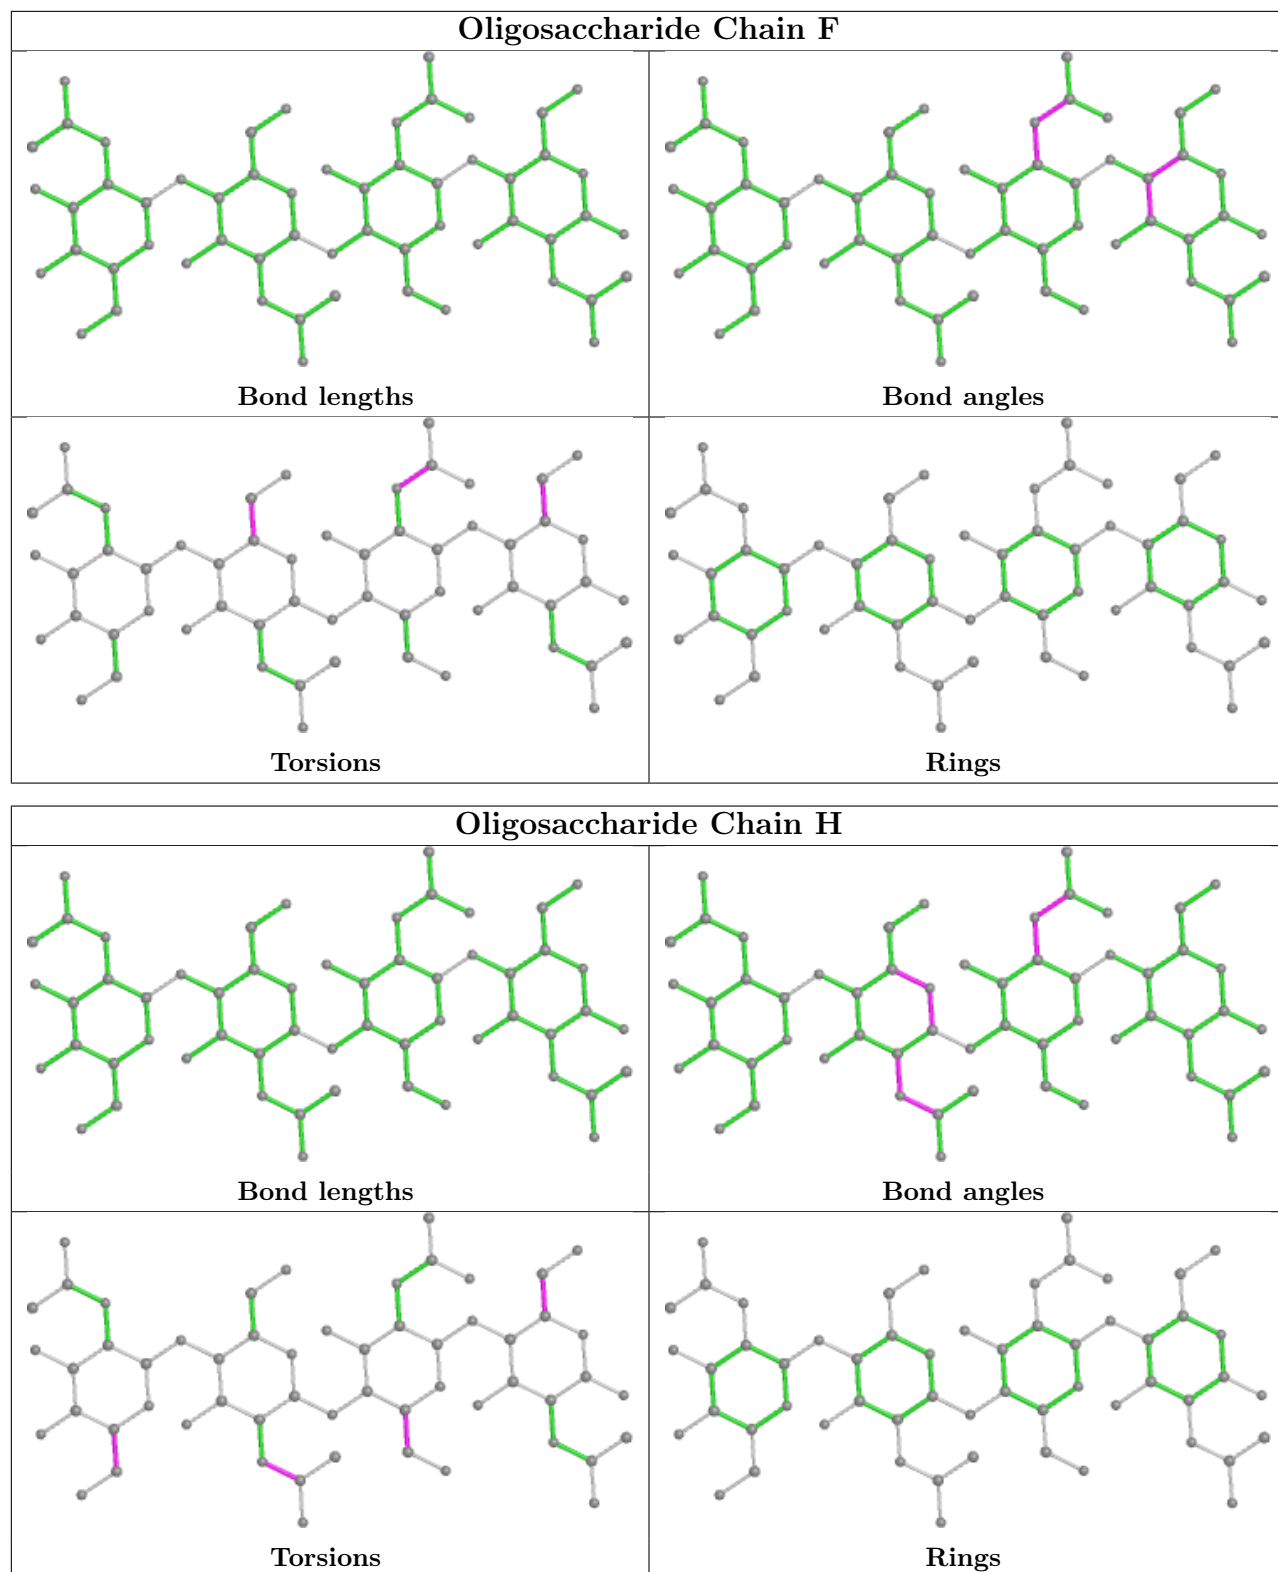 Oligosaccharide Chain F
Bond lengths
Bond angles
Torsions
Rings
Oligosaccharide Chain H
Bond lengths
Bond angles
Torsions
Rings